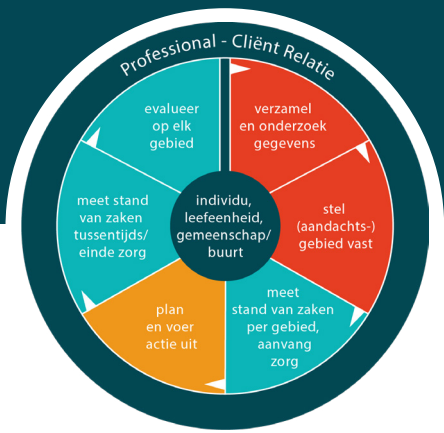 Professional - Cliënt Relatie
verzamel
en onderzoek
gegevens
stel
(aandachts-)
gebied vast
meet
stand van zaken
per gebied,
aanvang
zorg
plan
en voer
actie uit
meet stand
van zaken
tussentijds/
einde zorg
evalueer
op elk
gebied
individu,
leefeenheid,
gemeenschap/
buurt